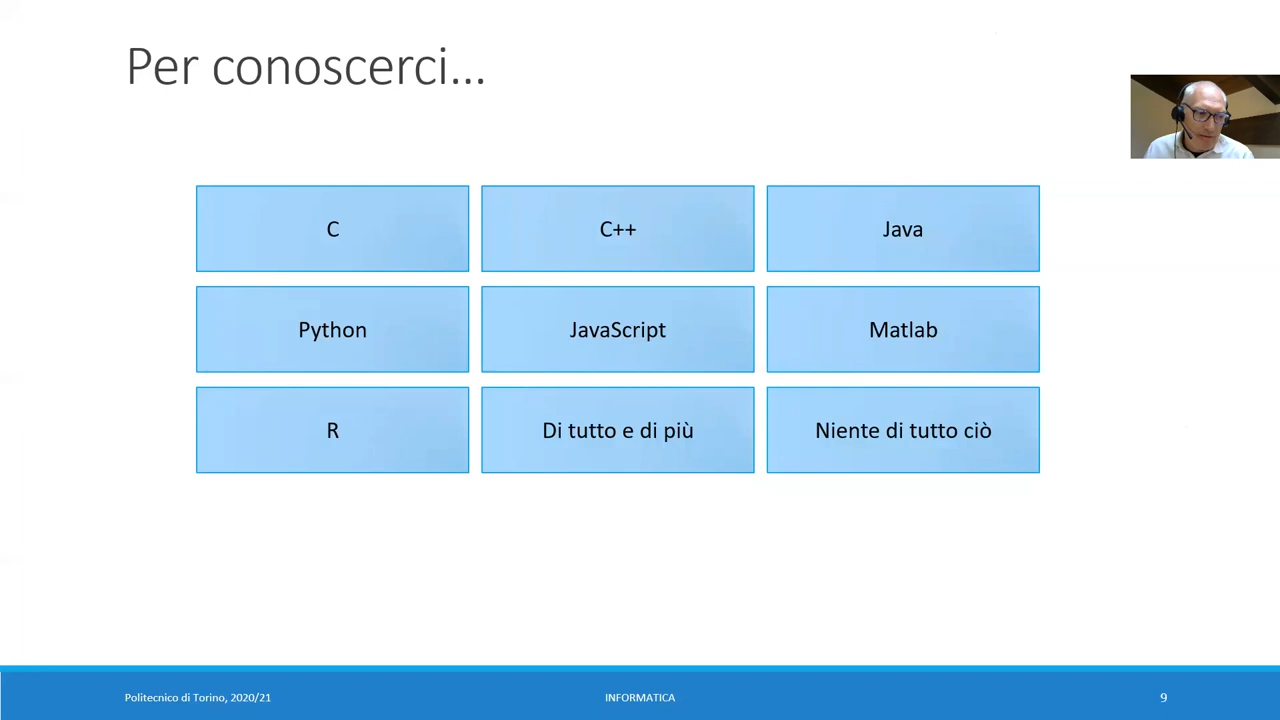 Per conoscerci...
C
C++
Java
Python
JavaScript
Matlab
R
Di tutto e di più
Niente di tutto ciò
Politecnico di Torino, 2020/21
INFORMATICA
9